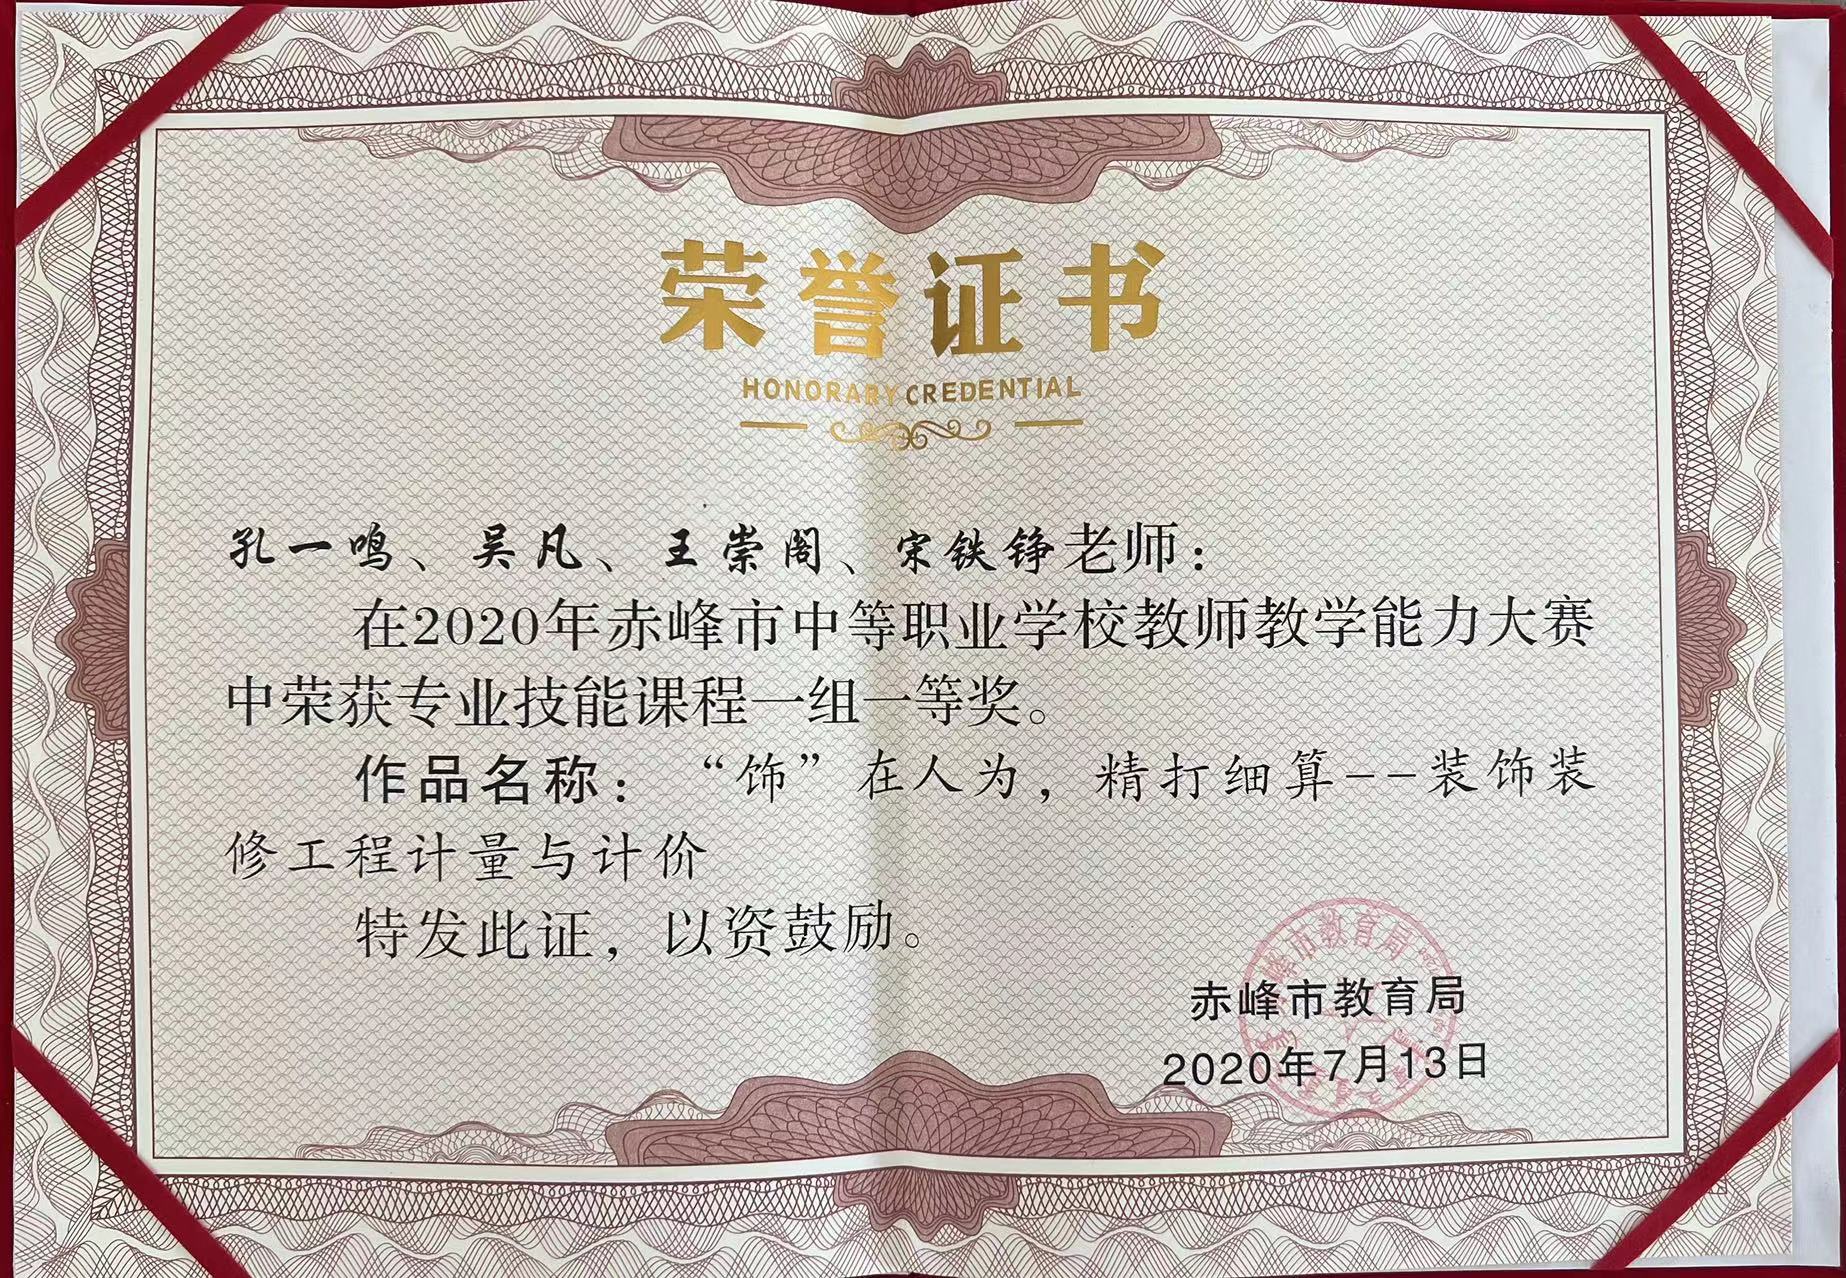 荣誉证书
HONORARY CREDENTIAL
孔一鸣、吴凡、王崇阁、宋铁铮老师：
在2020年赤峰市中等职业学校教师教学能力大赛
中荣获专业技能课程一组一等奖。
作品名称：“饰”在人为，精打细算--装饰装
修工程计量与计价
特发此证，以资鼓励。
市教育局
赤峰市教育局
2020年7月13日